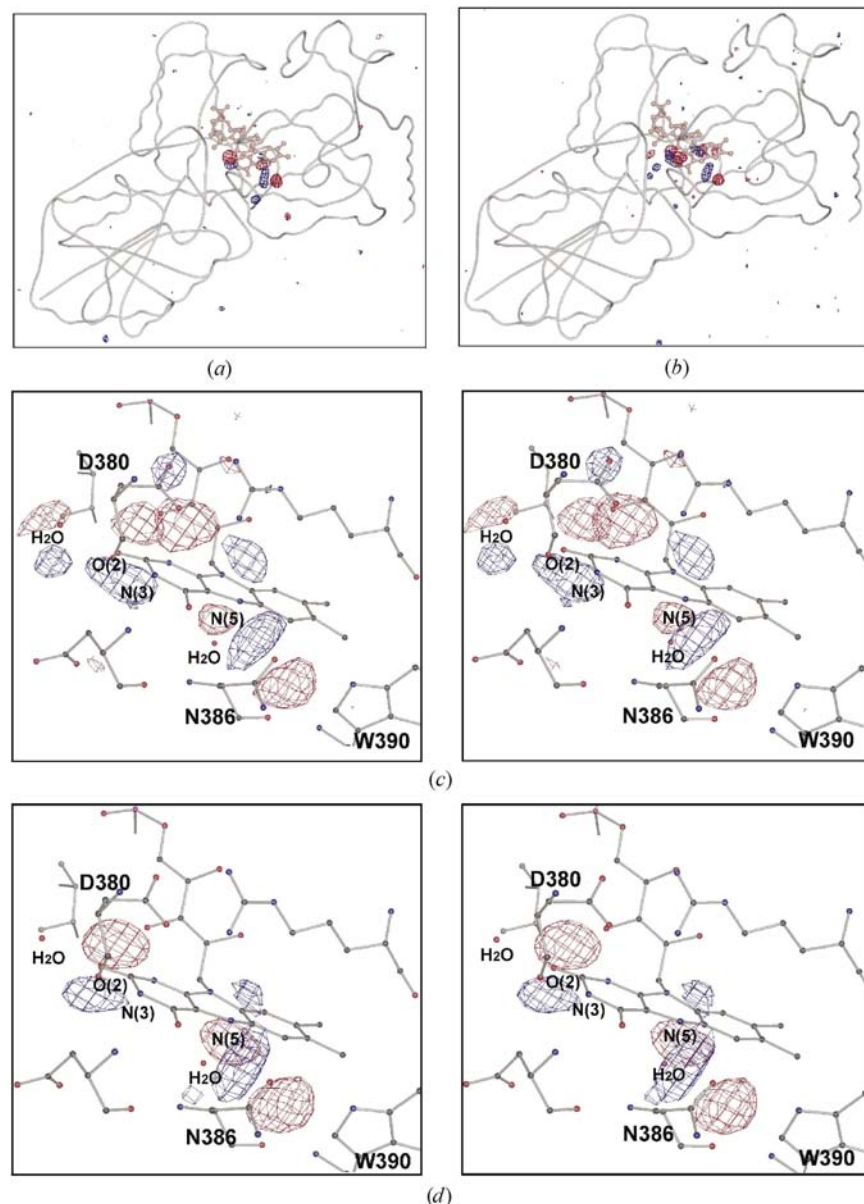 (a)
(b)
D380
H2O
O(2)
N(3)
N(5)
H2O
N386
W390
D380
H2O
O(2)
N(3)
N(5)
H2O
N386
W390
(c)
D380
H2O
O(2)
N(3)
N(5)
H2O
N386
W390
D380
H2O
O(2)
N(3)
N(5)
H2O
N386
W390
(d)